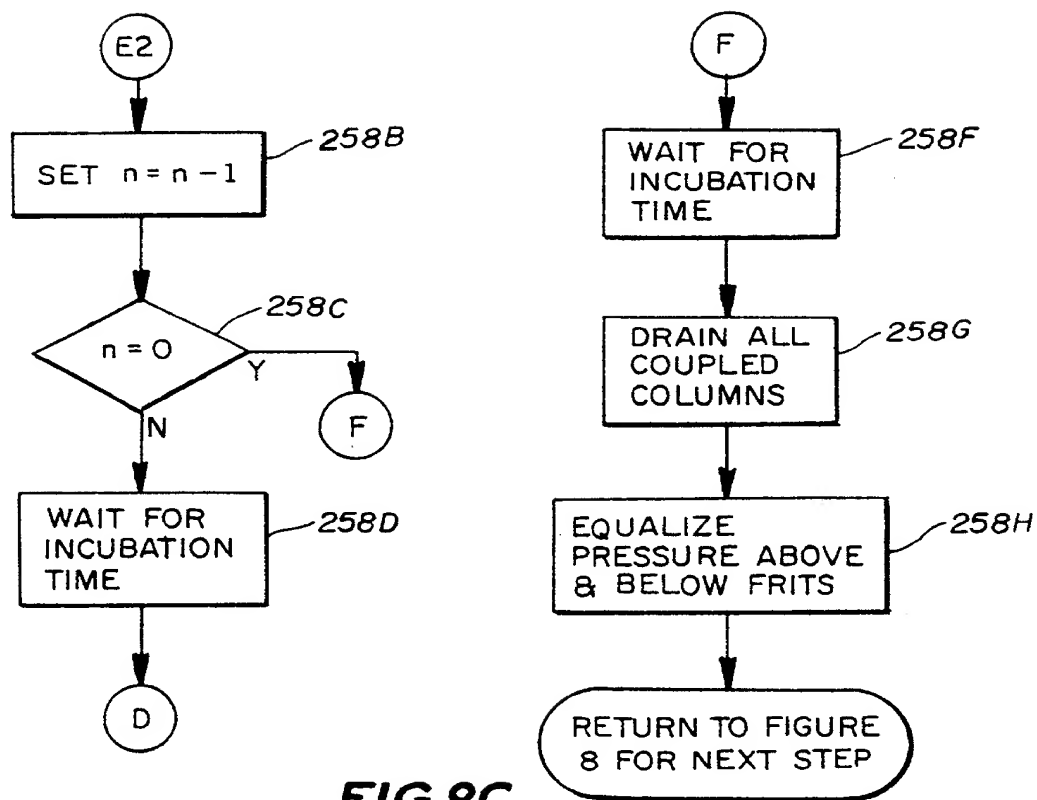 E2
258B
SET n = n - 1
258C
n = 0
Y
F
N
258D
WAIT FOR
INCUBATION
TIME
D
F
258F
WAIT FOR
INCUBATION
TIME
258G
DRAIN ALL
COUPLED
COLUMNS
258H
EQUALIZE
PRESSURE ABOVE
& BELOW FRITS
RETURN TO FIGURE
8 FOR NEXT STEP